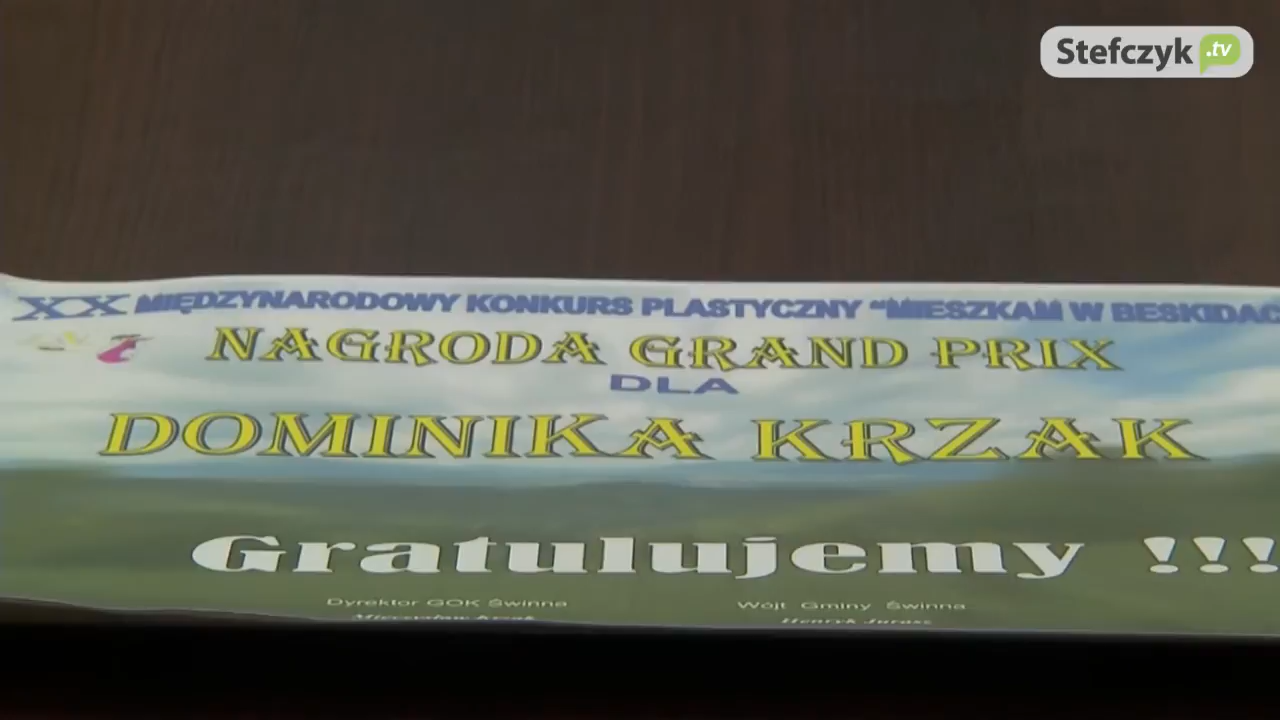 Stefczyk.tv
XX MIĘDZYNARODOWY KONKURS PLASTYCZNY “MIESZKAM W BESKIDAC
NAGRODA GRAND PRIX
DLA
DOMINIKA KRZAK
Gratulujemy !!!
Dyrektor GOK Świnna Wójt Gminy Świnna